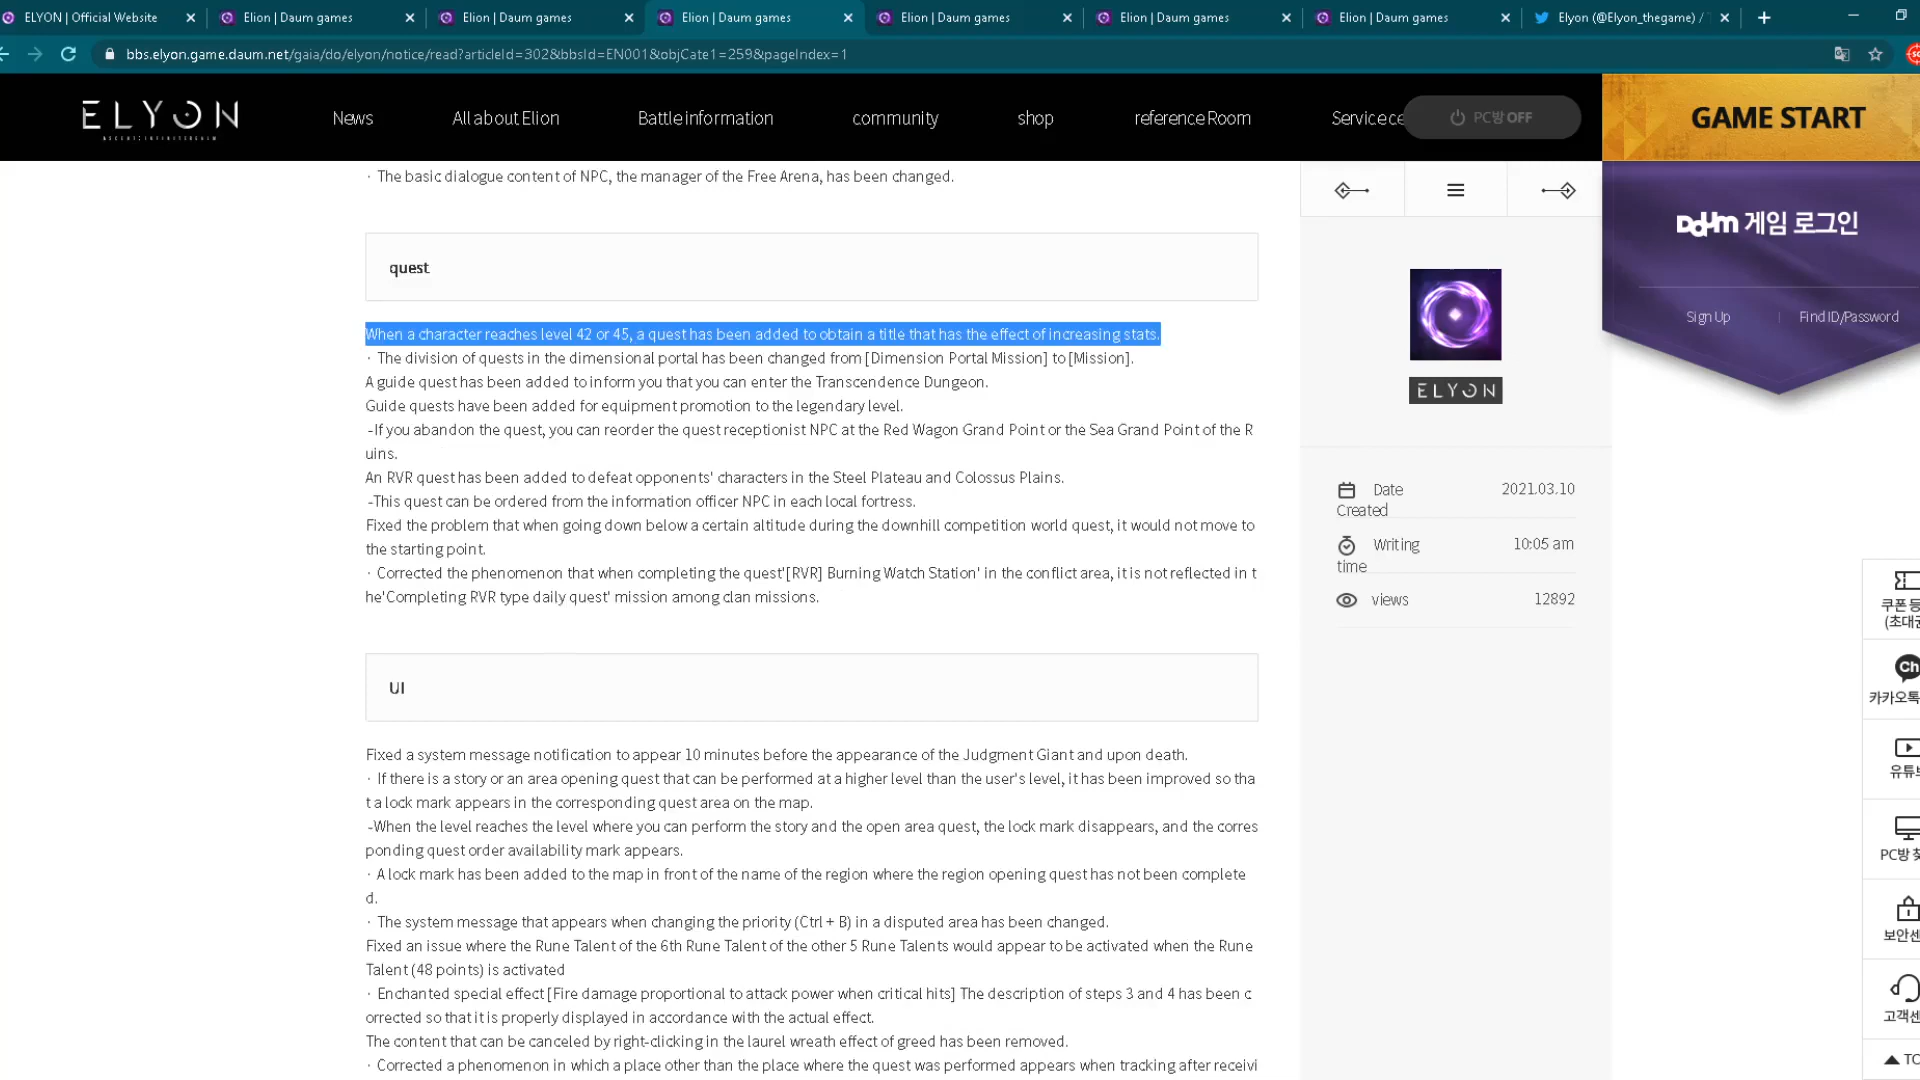 ELYON | Official Website
Elion | Daum games
Elion | Daum games
Elion | Daum games
Elion | Daum games
Elion | Daum games
Elion | Daum games
Elyon (@Elyon_thegame) /
bbs.elyon.game.daum.net/gaia/do/elyon/notice/read?articleId=302&bbsId=EN001&objCate1=259&pageIndex=1
ELYON
News
All about Elion
Battle information
community
shop
reference Room
Service ce
PC방 OFF
GAME START
· The basic dialogue content of NPC, the manager of the Free Arena, has been changed.
quest
When a character reaches level 42 or 45, a quest has been added to obtain a title that has the effect of increasing stats.
· The division of quests in the dimensional portal has been changed from [Dimension Portal Mission] to [Mission].
A guide quest has been added to inform you that you can enter the Transcendence Dungeon.
Guide quests have been added for equipment promotion to the legendary level.
-If you abandon the quest, you can reorder the quest receptionist NPC at the Red Wagon Grand Point or the Sea Grand Point of the R
uins.
An RVR quest has been added to defeat opponents' characters in the Steel Plateau and Colossus Plains.
-This quest can be ordered from the information officer NPC in each local fortress.
Fixed the problem that when going down below a certain altitude during the downhill competition world quest, it would not move to
the starting point.
· Corrected the phenomenon that when completing the quest'[RVR] Burning Watch Station' in the conflict area, it is not reflected in t
he'Completing RVR type daily quest' mission among clan missions.
UI
Fixed a system message notification to appear 10 minutes before the appearance of the Judgment Giant and upon death.
· If there is a story or an area opening quest that can be performed at a higher level than the user's level, it has been improved so tha
t a lock mark appears in the corresponding quest area on the map.
-When the level reaches the level where you can perform the story and the open area quest, the lock mark disappears, and the corres
ponding quest order availability mark appears.
· A lock mark has been added to the map in front of the name of the region where the region opening quest has not been complete
d.
· The system message that appears when changing the priority (Ctrl + B) in a disputed area has been changed.
Fixed an issue where the Rune Talent of the 6th Rune Talent of the other 5 Rune Talents would appear to be activated when the Rune
Talent (48 points) is activated
· Enchanted special effect [Fire damage proportional to attack power when critical hits] The description of steps 3 and 4 has been c
orrected so that it is properly displayed in accordance with the actual effect.
The content that can be canceled by right-clicking in the laurel wreath effect of greed has been removed.
· Corrected a phenomenon in which a place other than the place where the quest was performed appears when tracking after receivi
ELYON
Date
Created
2021.03.10
Writing
time
10:05 am
views
12892
Daum 게임 로그인
Sign Up
Find ID/Password
쿠폰 등
(초대권
Ch
카카오톡
유튜브
PC방 찾
보안센
고객센
TO